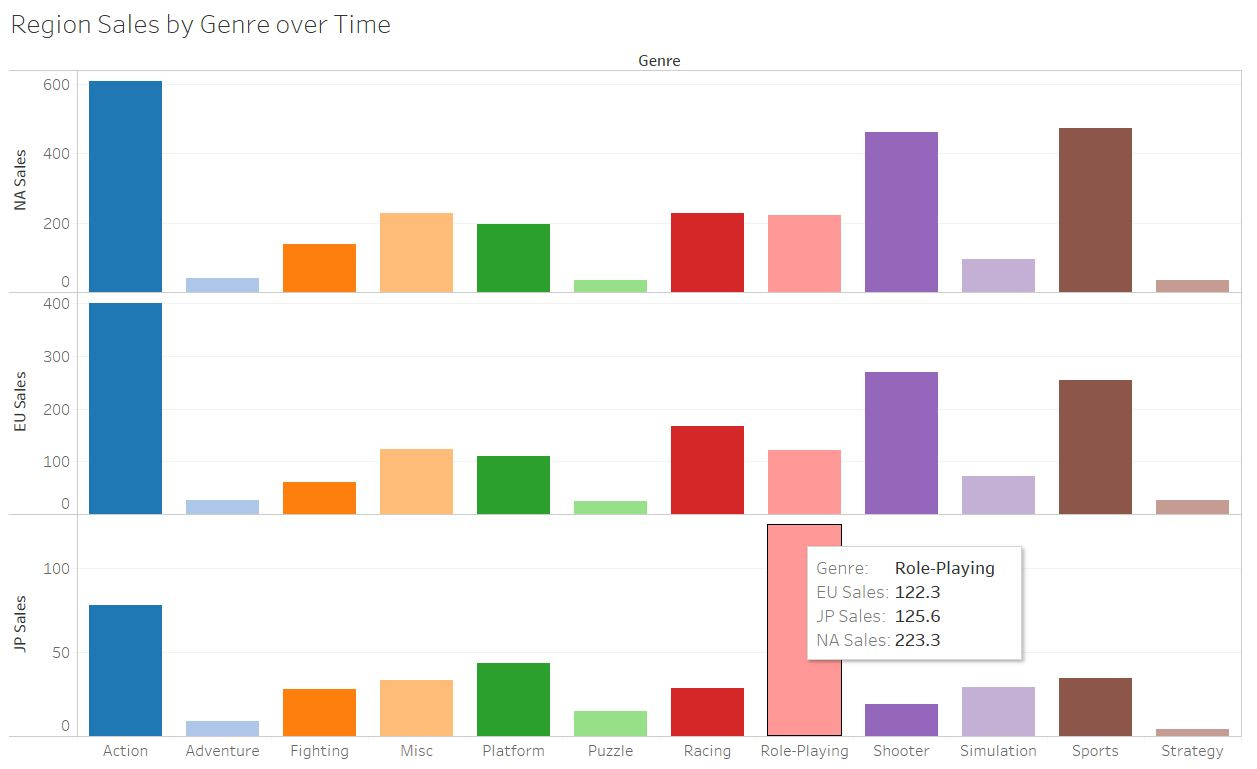 Region Sales by Genre over Time
Genre
NA Sales
600
400
200
0
EU Sales
400
300
200
100
0
JP Sales
100
50
0
Genre: Role-Playing
EU Sales: 122.3
JP Sales: 125.6
NA Sales: 223.3
Action Adventure Fighting Misc Platform Puzzle Racing Role-Playing Shooter Simulation Sports Strategy